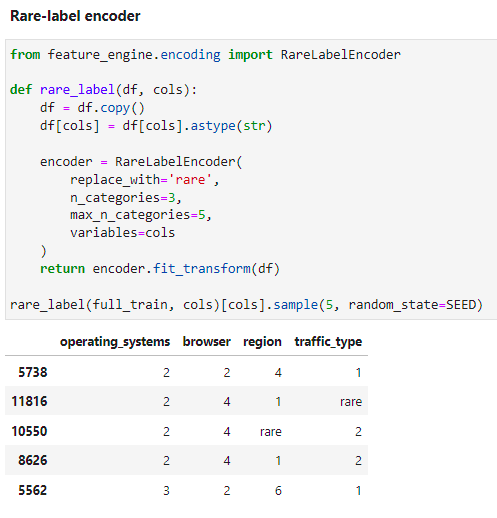 Rare-label encoder
from feature_engine.encoding import RareLabelEncoder
def rare_label(df, cols):
    df = df.copy()
    df[cols] = df[cols].astype(str)
    encoder = RareLabelEncoder(
        replace_with='rare',
        n_categories=3,
        max_n_categories=5,
        variables=cols
    )
    return encoder.fit_transform(df)
rare_label(full_train, cols)[cols].sample(5, random_state=SEED)
operating_systems browser region traffic_type
5738 2 2 4 1
11816 2 4 1 rare
10550 2 4 rare 2
8626 2 4 1 2
5562 3 2 6 1